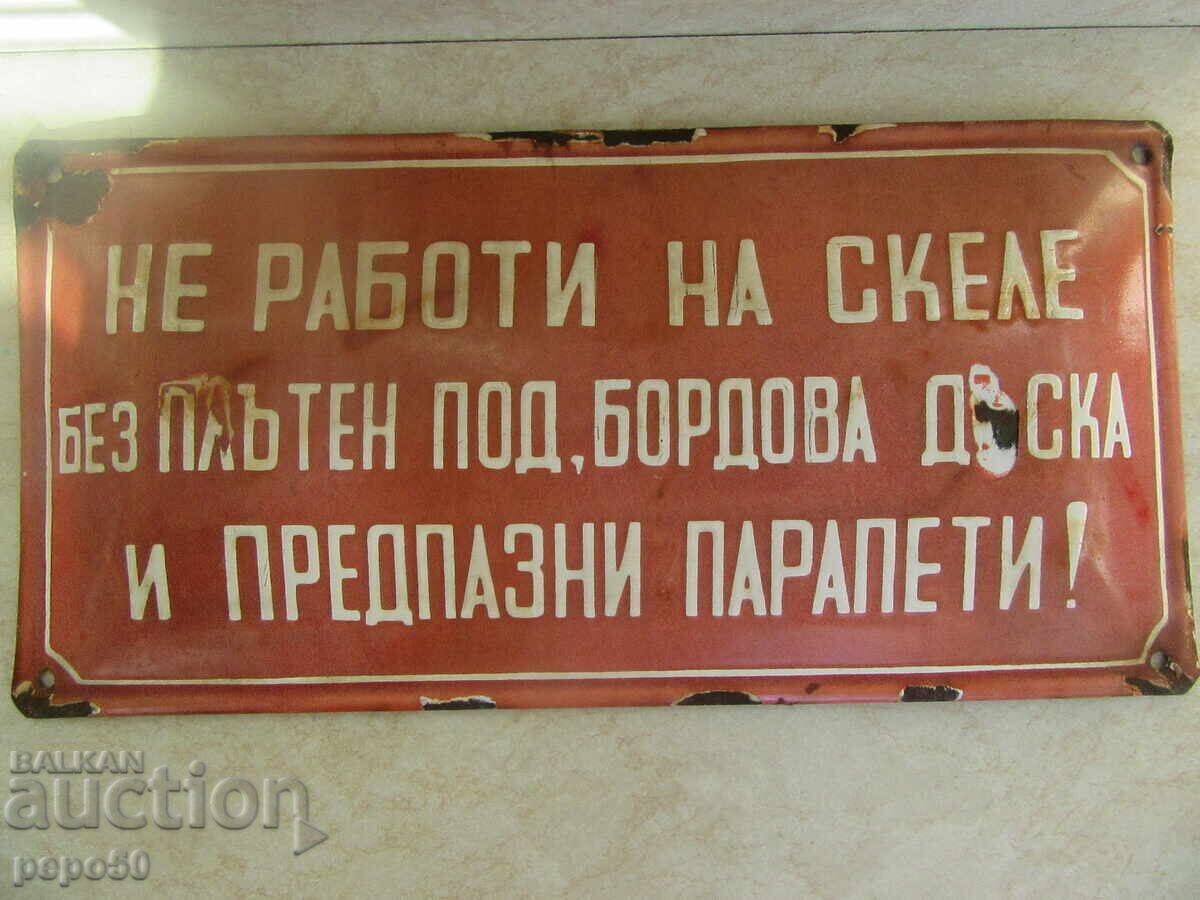 НЕ РАБОТИ НА СКЕЛЕ
БЕЗ ПЛЪТЕН ПОД, БОРДОВА ДЪСКА
И ПРЕДПАЗНИ ПАРАПЕТИ!
BALKAN
auction
pepo50